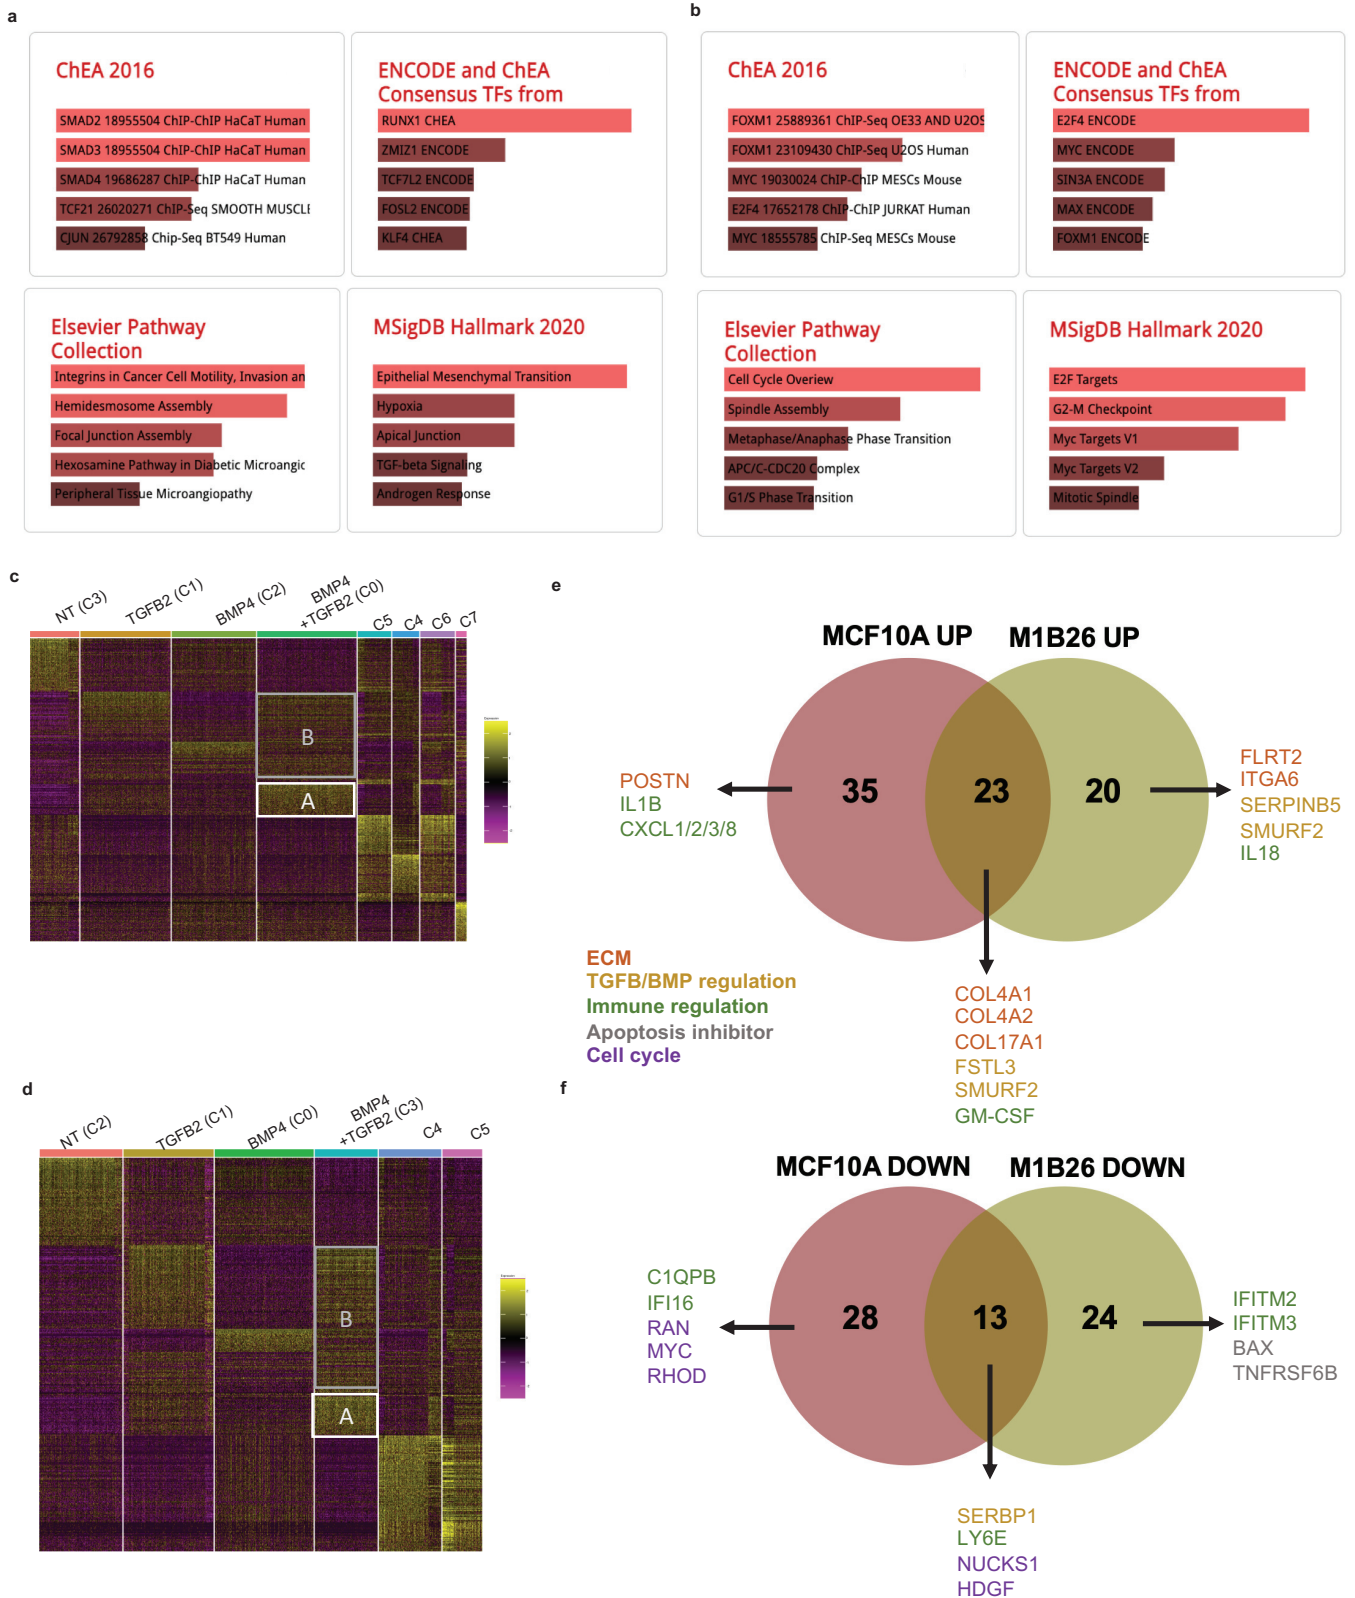 a
ChEA 2016
SMAD2 18955504 ChIP-ChIP HaCaT Human
SMAD3 18955504 ChIP-ChIP HaCaT Human
SMAD4 19686287 ChIP-ChIP HaCaT Human
TCF21 26020271 ChIP-Seq SMOOTH MUSCLE
CJUN 26792858 Chip-Seq BT549 Human
ENCODE and ChEA
Consensus TFs from
RUNX1 CHEA
ZMIZ1 ENCODE
TCF7L2 ENCODE
FOSL2 ENCODE
KLF4 CHEA
Elsevier Pathway
Collection
Integrins in Cancer Cell Motility, Invasion an
Hemidesmosome Assembly
Focal Junction Assembly
Hexosamine Pathway in Diabetic Microangic
Peripheral Tissue Microangiopathy
MSigDB Hallmark 2020
Epithelial Mesenchymal Transition
Hypoxia
Apical Junction
TGF-beta Signaling
Androgen Response
b
ChEA 2016
FOXM1 25889361 ChIP-Seq OE33 AND U2OS
FOXM1 23109430 ChIP-Seq U2OS Human
MYC 19030024 ChIP-ChIP MESCs Mouse
E2F4 17652178 ChIP-ChIP JURKAT Human
MYC 18555785 ChIP-Seq MESCs Mouse
ENCODE and ChEA
Consensus TFs from
E2F4 ENCODE
MYC ENCODE
SIN3A ENCODE
MAX ENCODE
FOXM1 ENCODE
Elsevier Pathway
Collection
Cell Cycle Overiew
Spindle Assembly
Metaphase/Anaphase Phase Transition
APC/C-CDC20 Complex
G1/S Phase Transition
MSigDB Hallmark 2020
E2F Targets
G2-M Checkpoint
Myc Targets V1
Myc Targets V2
Mitotic Spindle
c
NT (C3)
TGFB2 (C1)
BMP4 (C2)
BMP4
+TGFB2 (C0)
C5
C4
C6
C7
B
A
d
NT (C2)
TGFB2 (C1)
BMP4 (C0)
BMP4
+TGFB2 (C3)
C4
C5
B
A
e
MCF10A UP
M1B26 UP
35
23
20
POSTN
IL1B
CXCL1/2/3/8
FLRT2
ITGA6
SERPINB5
SMURF2
IL18
COL4A1
COL4A2
COL17A1
FSTL3
SMURF2
GM-CSF
ECM
TGFB/BMP regulation
Immune regulation
Apoptosis inhibitor
Cell cycle
f
MCF10A DOWN
M1B26 DOWN
28
13
24
C1QPB
IFI16
RAN
MYC
RHOD
IFITM2
IFITM3
BAX
TNFRSF6B
SERBP1
LY6E
NUCKS1
HDGF